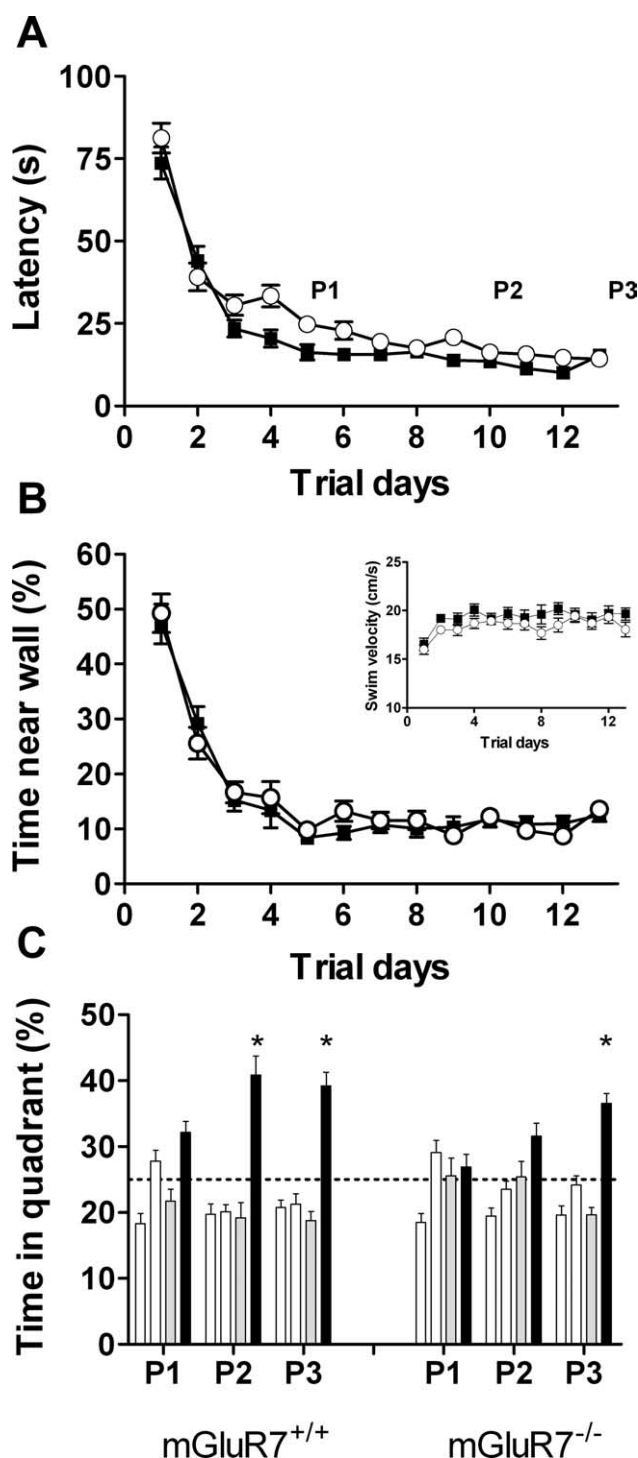 A
Latency (s)
100
75
50
25
0
P1
P2
P3
0 2 4 6 8 10 12
Trial days
B
Time near wall (%)
60
50
40
30
20
10
0
Swim velocity (cm/s)
25
20
15
10
0 4 8 12
Trial days
0 2 4 6 8 10 12
Trial days
C
Time in quadrant (%)
50
40
30
20
10
0
* * *
P1 P2 P3 P1 P2 P3
mGluR7+/+ mGluR7-/-